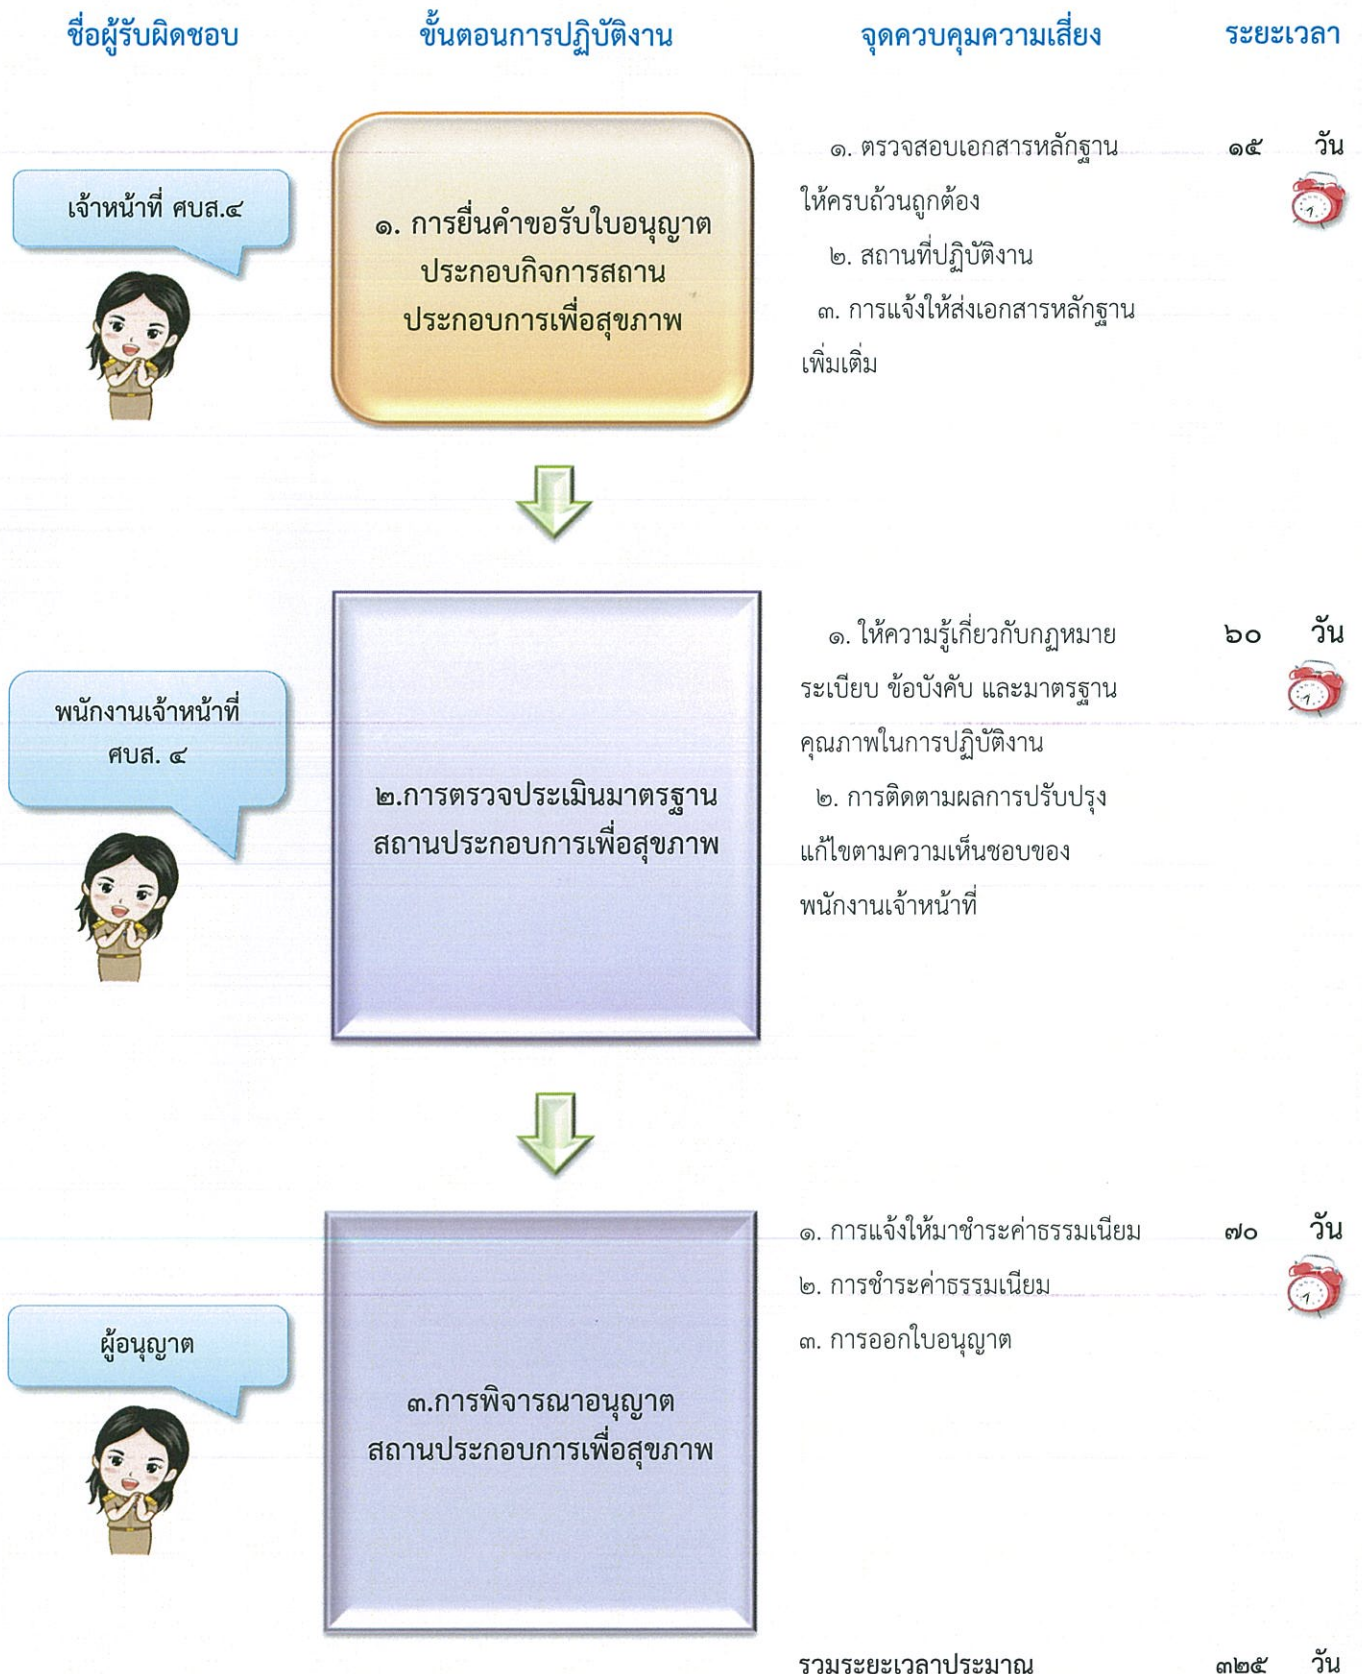 ชื่อผู้รับผิดชอบ ขั้นตอนการปฏิบัติงาน จุดควบคุมความเสี่ยง ระยะเวลา
เจ้าหน้าที่ ศบส.๔
๑. การยื่นคำขอรับใบอนุญาต
ประกอบกิจการสถาน
ประกอบการเพื่อสุขภาพ
๑. ตรวจสอบเอกสารหลักฐาน
ให้ครบถ้วนถูกต้อง
๒. สถานที่ปฏิบัติงาน
๓. การแจ้งให้ส่งเอกสารหลักฐาน
เพิ่มเติ่ม
๑๕ วัน
พนักงานเจ้าหน้าที่
ศบส. ๔
๒.การตรวจประเมินมาตรฐาน
สถานประกอบการเพื่อสุขภาพ
๑. ให้ความรู้เกี่ยวกับกฎหมาย
ระเบียบ ข้อบังคับ และมาตรฐาน
คุณภาพในการปฏิบัติงาน
๒. การติดตามผลการปรับปรุง
แก้ไขตามความเห็นชอบของ
พนักงานเจ้าหน้าที่
๖๐ วัน
ผู้อนุญาต
๓.การพิจารณาอนุญาต
สถานประกอบการเพื่อสุขภาพ
๑. การแจ้งให้มาชำระค่าธรรมเนียม
๒. การชำระค่าธรรมเนียม
๓. การออกใบอนุญาต
๗๐ วัน
รวมระยะเวลาประมาณ ๓๒๕ วัน